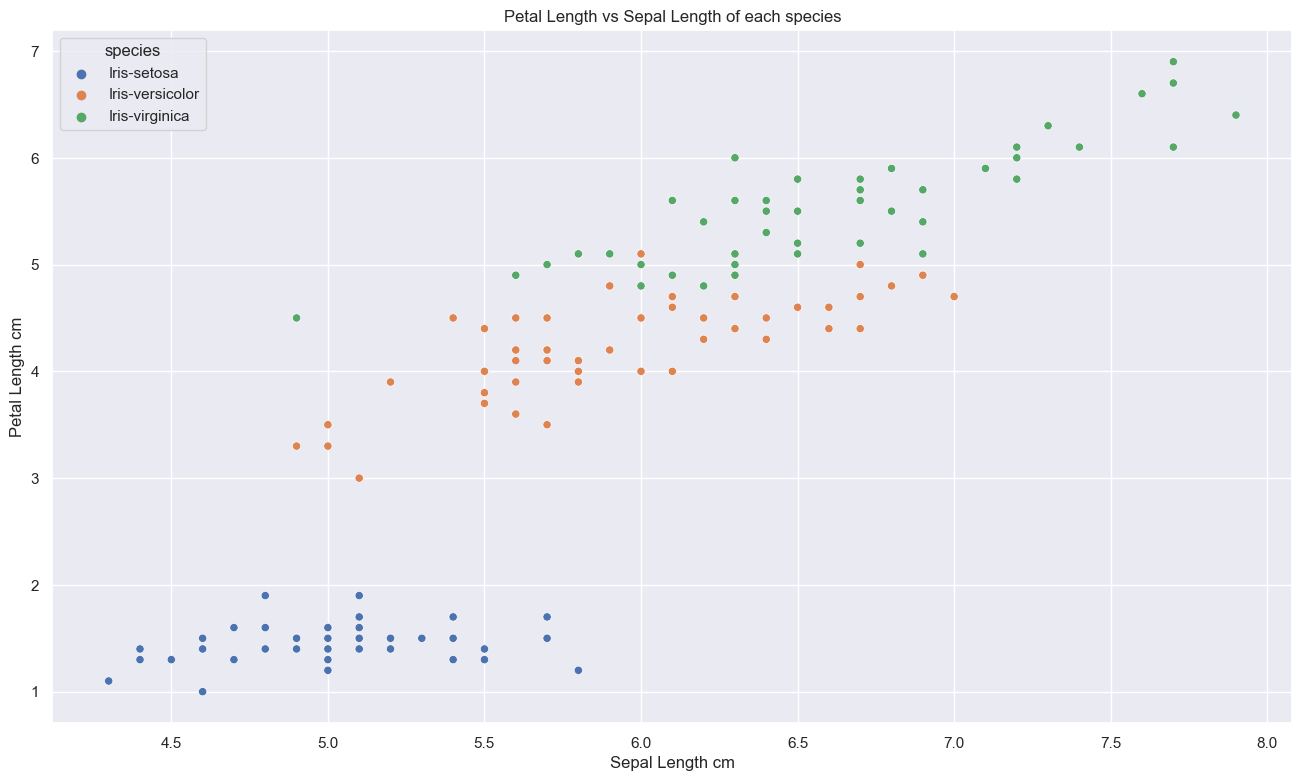 Petal Length vs Sepal Length of each species
species
Iris-setosa
Iris-versicolor
Iris-virginica
Petal Length cm
7
6
5
4
3
2
1
4.5 5.0 5.5 6.0 6.5 7.0 7.5 8.0
Sepal Length cm